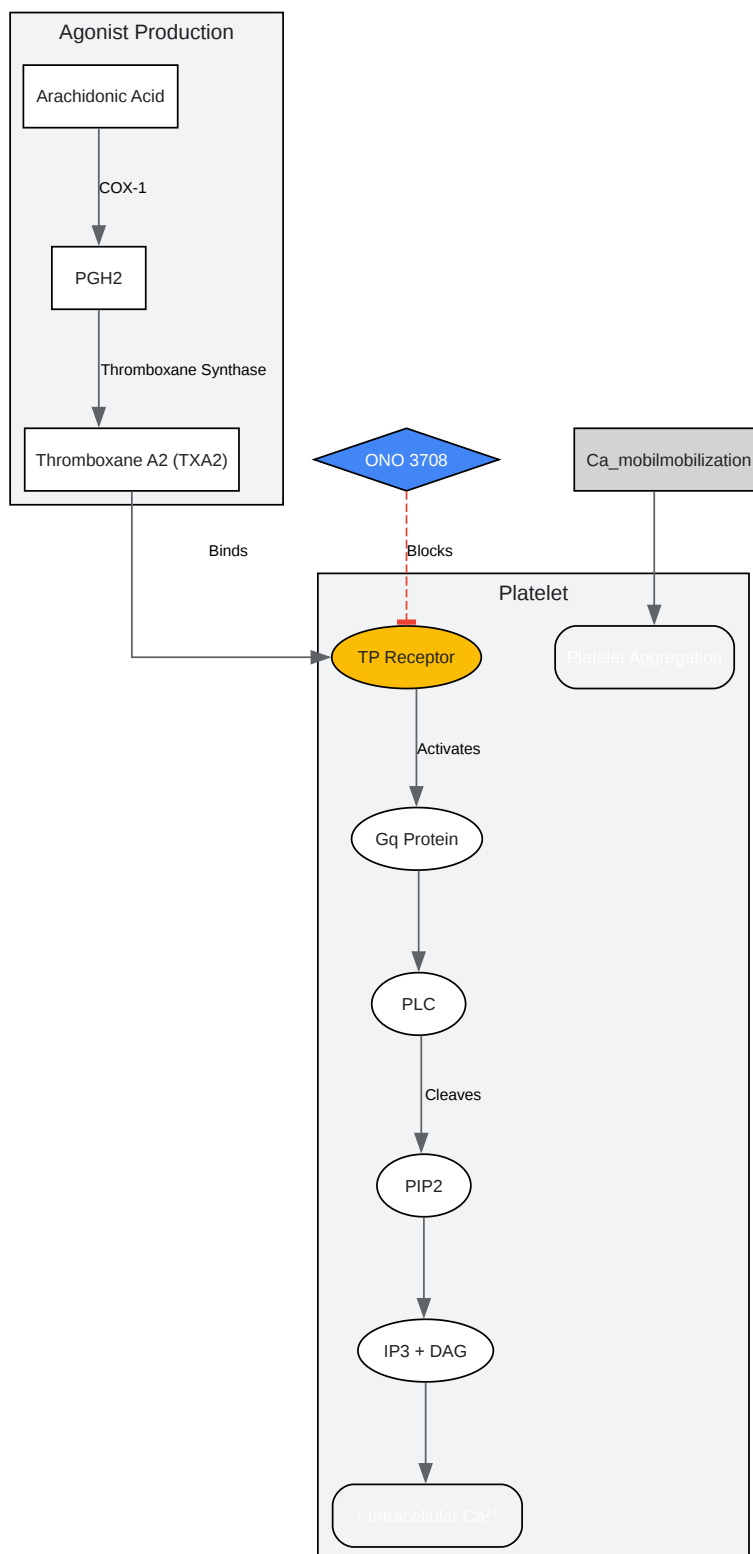 Agonist Production
Arachidonic Acid
COX-1
PGH2
Thromboxane Synthase
Thromboxane A2 (TXA2)
ONO 3708
Ca_mobilmobilization
Binds
Blocks
Platelet
TP Receptor
Platelet Aggregation
Activates
Gq Protein
PLC
Cleaves
PIP2
IP3 + DAG
↑ Intracellular Ca²⁺